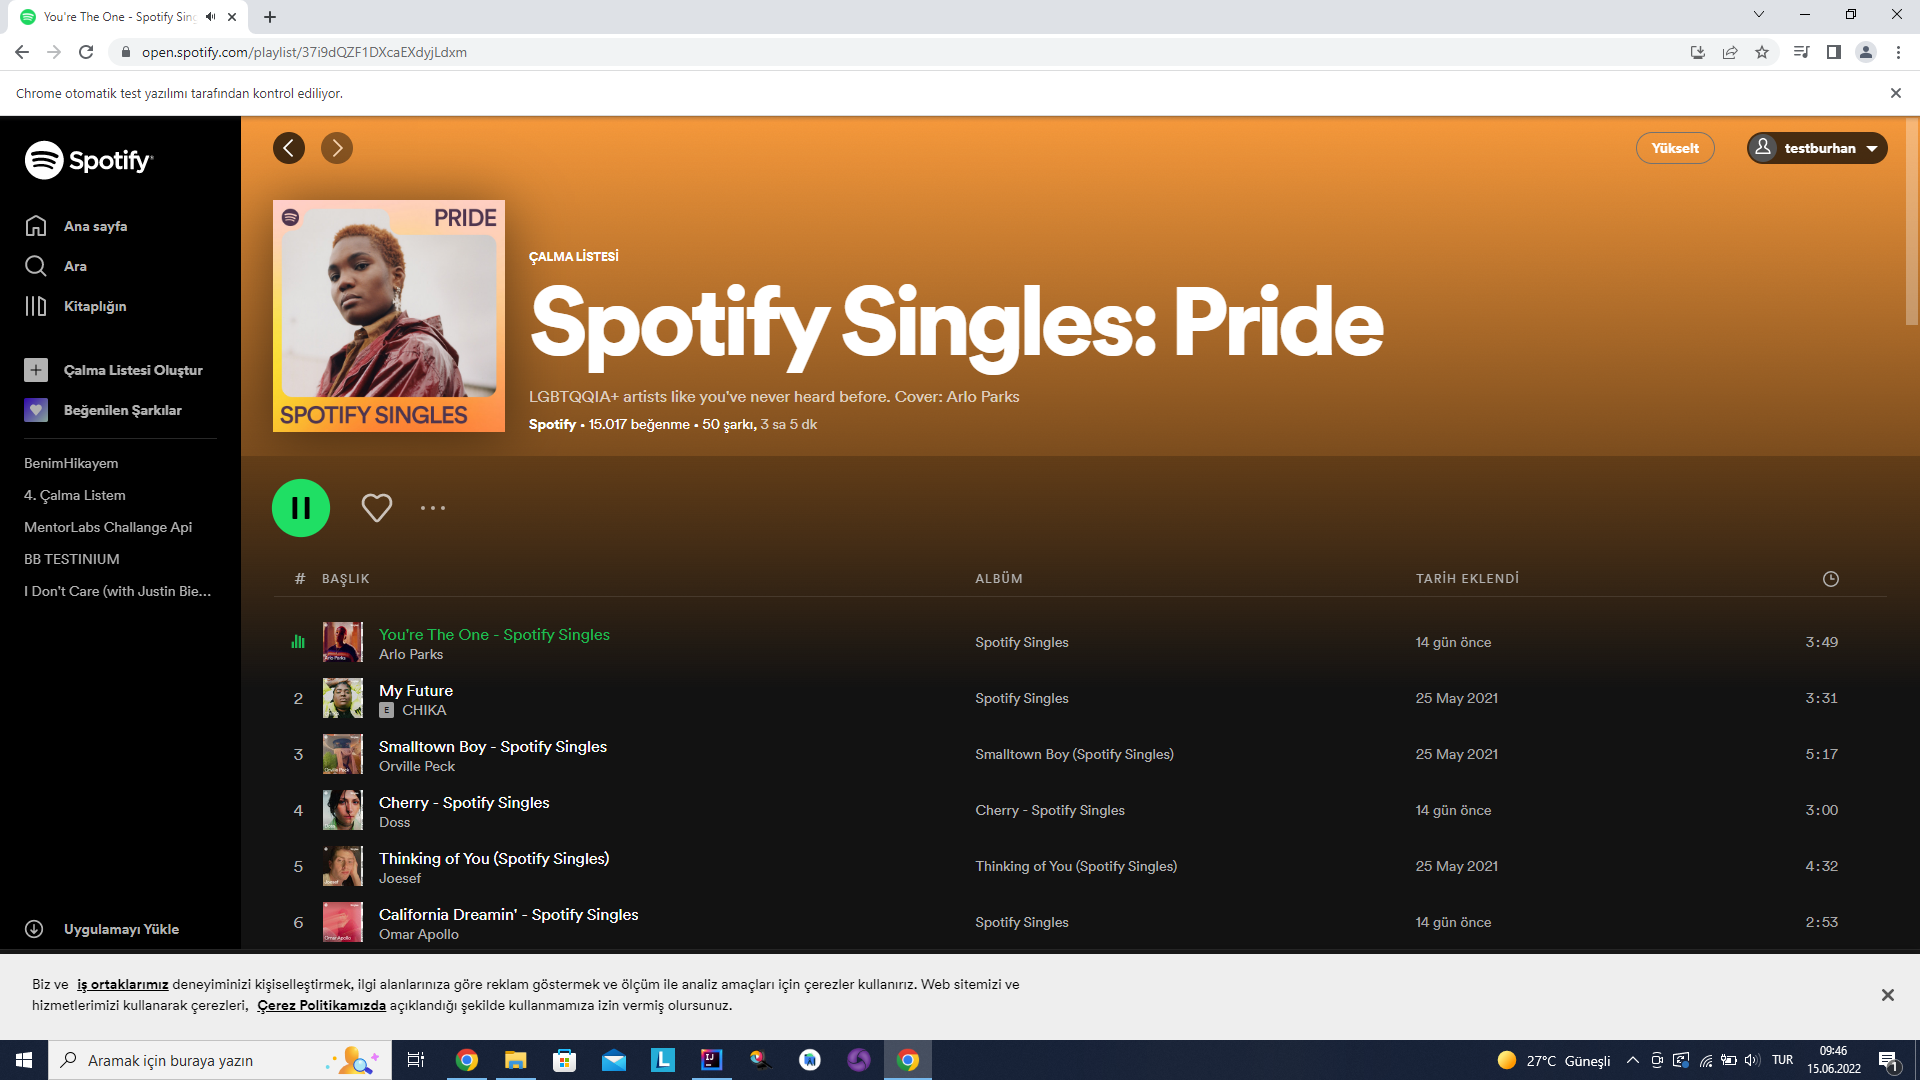 You're The One - Spotify Sing
open.spotify.com/playlist/37i9dQZF1DXcaEXdyjLdxm
Chrome otomatik test yazılımı tarafından kontrol ediliyor.
Spotify
Ana sayfa
Ara
Kitaplığın
Çalma Listesi Oluştur
Beğenilen Şarkılar
BenimHikayem
4. Çalma Listem
MentorLabs Challange Api
BB TESTINIUM
I Don't Care (with Justin Bie...
Uygulamayı Yükle
Yükselt
testburhan
PRIDE
SPOTIFY SINGLES
ÇALMA LİSTESİ
Spotify Singles: Pride
LGBTQQIA+ artists like you've never heard before. Cover: Arlo Parks
Spotify • 15.017 beğenme • 50 şarkı, 3 sa 5 dk
# BAŞLIK ALBÜM TARİH EKLENDİ
You're The One - Spotify Singles Spotify Singles 14 gün önce 3:49
Arlo Parks
2 My Future Spotify Singles 25 May 2021 3:31
E CHIKA
3 Smalltown Boy - Spotify Singles Smalltown Boy (Spotify Singles) 25 May 2021 5:17
Orville Peck
4 Cherry - Spotify Singles Cherry - Spotify Singles 14 gün önce 3:00
Doss
5 Thinking of You (Spotify Singles) Thinking of You (Spotify Singles) 25 May 2021 4:32
Joesef
6 California Dreamin' - Spotify Singles Spotify Singles 14 gün önce 2:53
Omar Apollo
Biz ve iş ortaklarımız deneyiminizi kişiselleştirmek, ilgi alanlarınıza göre reklam göstermek ve ölçüm ile analiz amaçları için çerezler kullanırız. Web sitemizi ve
hizmetlerimizi kullanarak çerezleri, Çerez Politikamızda açıklandığı şekilde kullanmamıza izin vermiş olursunuz.
Aramak için buraya yazın
27°C Güneşli
TUR
09:46
15.06.2022
1